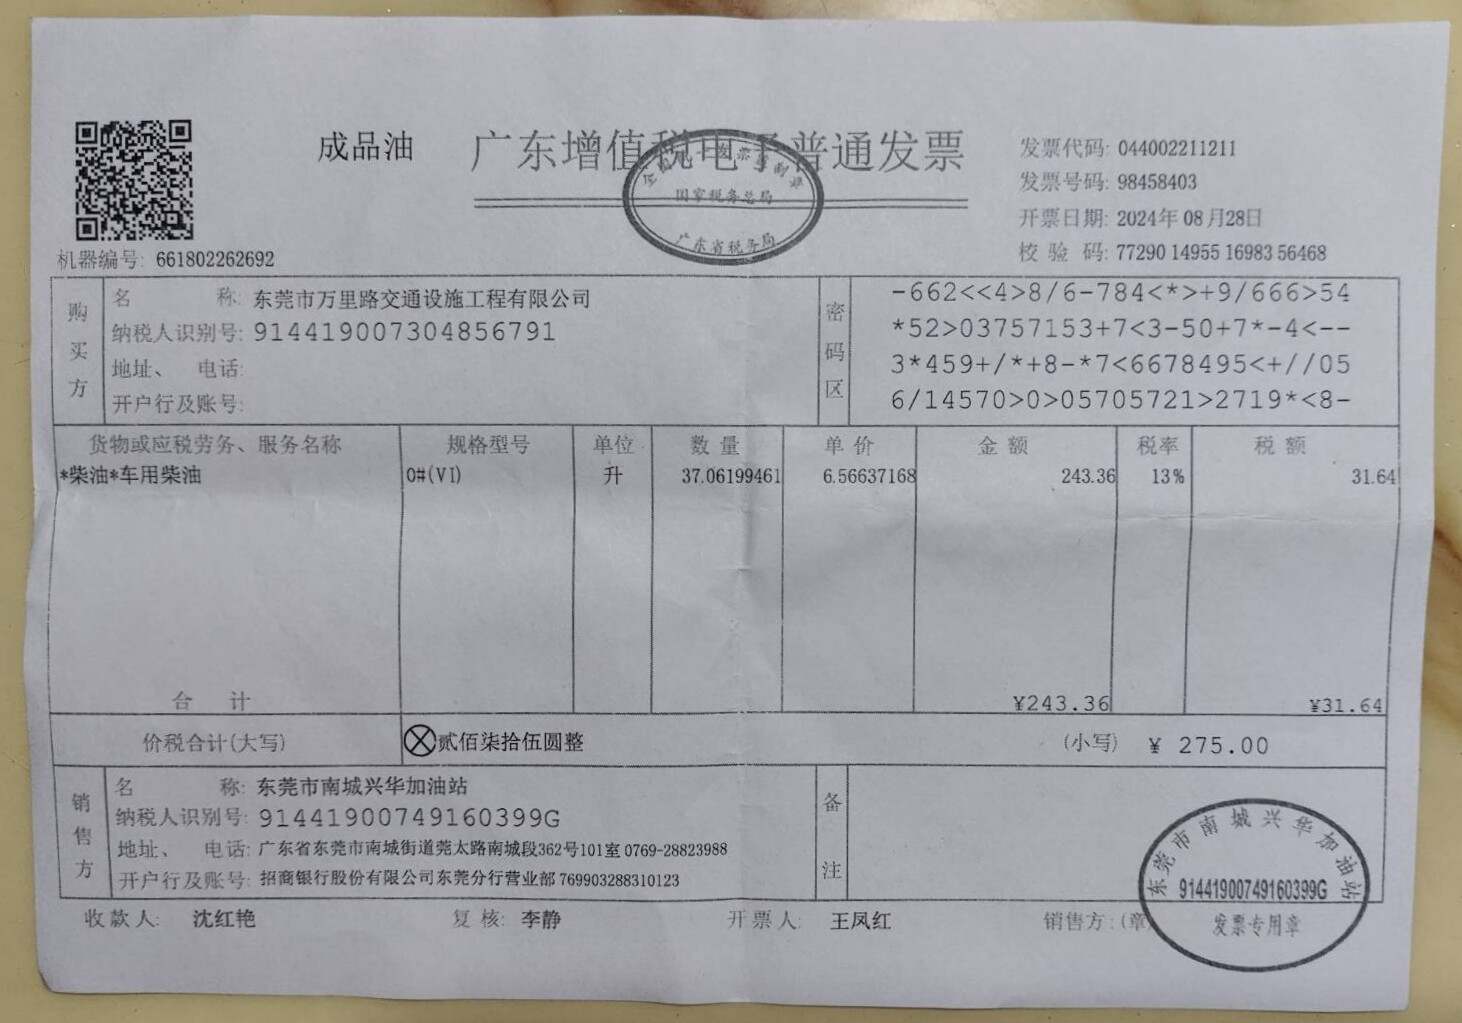 成品油 广东增值税电子普通发票
国家税务总局
广东省税务局
发票代码: 044002211211
发票号码: 98458403
开票日期: 2024年08月28日
校验码: 77290 14955 16983 56468
机器编号: 661802262692
购买方
名称: 东莞市万里路交通设施工程有限公司
纳税人识别号: 914419007304856791
地址、电话:
开户行及账号:
密码区
-662<<4>8/6-784<*>+9/666>54
*52>03757153+7<3-50+7*-4<--
3*459+/*+8-*7<6678495<+//05
6/14570>0>05705721>2719*<8-
货物或应税劳务、服务名称 规格型号 单位 数量 单价 金额 税率 税额
*柴油*车用柴油 0#(VI) 升 37.06199461 6.56637168 243.36 13% 31.64
合计 ¥243.36 ¥31.64
价税合计(大写) 贰佰柒拾伍圆整 (小写) ¥ 275.00
销售方
名称: 东莞市南城兴华加油站
纳税人识别号: 91441900749160399G
地址、电话: 广东省东莞市南城街道莞太路南城段362号101室 0769-28823988
开户行及账号: 招商银行股份有限公司东莞分行营业部 769903288310123
备注
收款人: 沈红艳 复核: 李静 开票人: 王凤红 销售方:(章)
东莞市南城兴华加油站
91441900749160399G
发票专用章